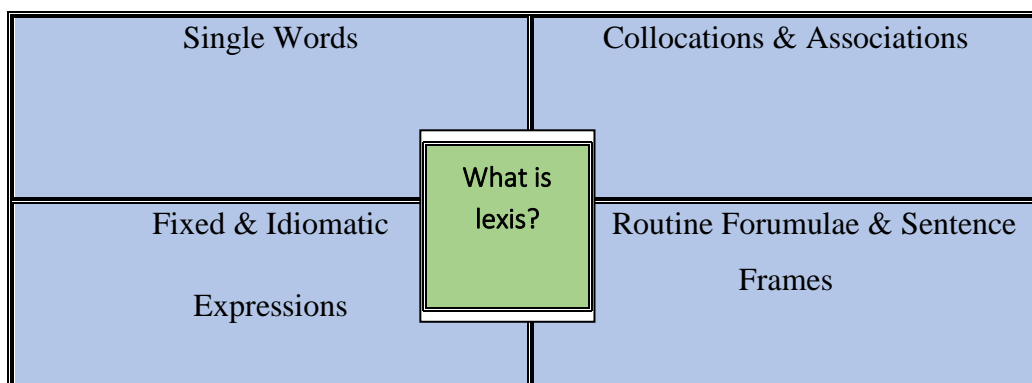 Single Words
Collocations & Associations
What is
lexis?
Fixed & Idiomatic
Expressions
Routine Forumulae & Sentence
Frames